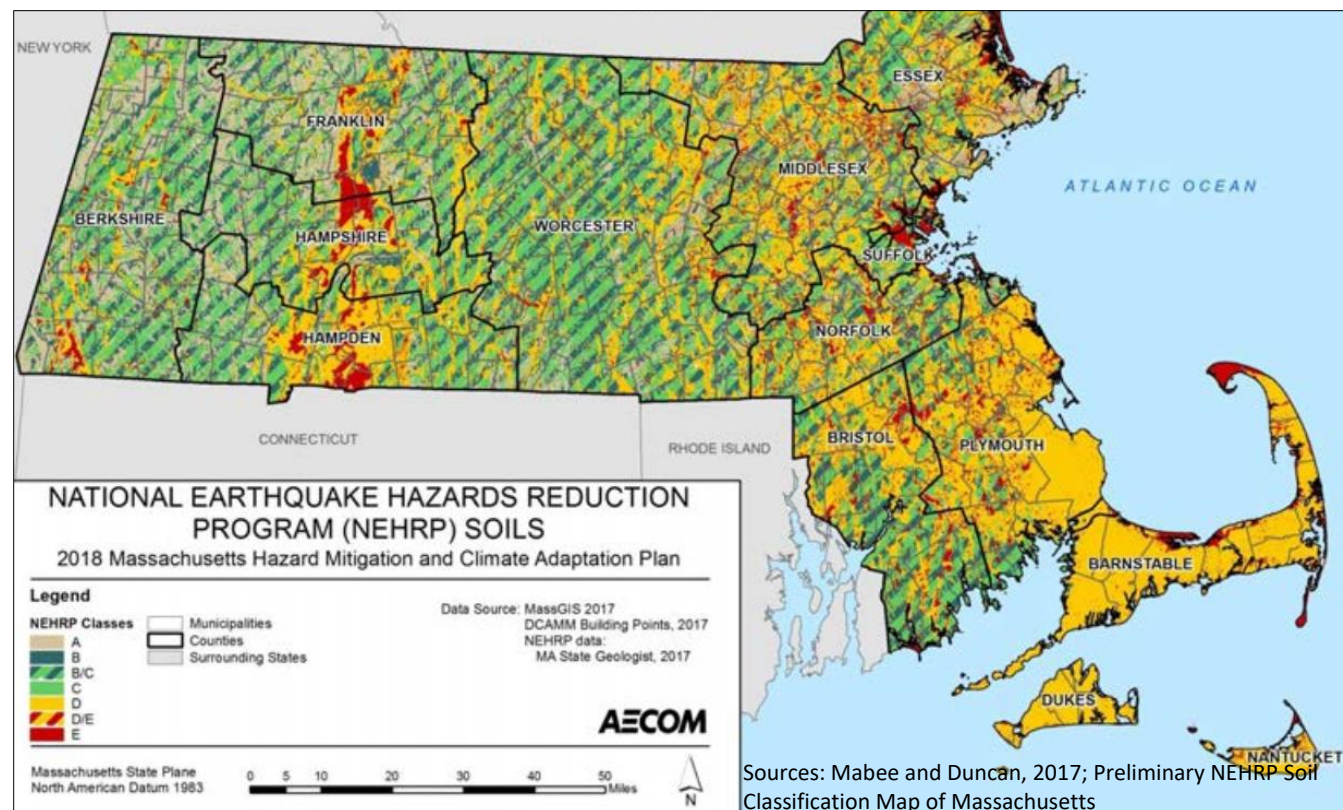 NEW YORK
ESSEX
FRANKLIN
MIDDLESEX
ATLANTIC OCEAN
BERKSHIRE
WORCESTER
HAMPSHIRE
SUFFOLK
HAMPDEN
NORFOLK
CONNECTICUT
RHODE ISLAND
BRISTOL
PLYMOUTH
BARNSTABLE
DUKES
NANTUCKET
NATIONAL EARTHQUAKE HAZARDS REDUCTION
PROGRAM (NEHRP) SOILS
2018 Massachusetts Hazard Mitigation and Climate Adaptation Plan
Legend
NEHRP Classes
A
B
B/C
C
D
D/E
E
Municipalities
Counties
Surrounding States
Data Source: MassGIS 2017
DCAMM Building Points, 2017
NEHRP data:
MA State Geologist, 2017
AECOM
Massachusetts State Plane
North American Datum 1983
0 5 10 20 30 40 50
Miles
N
Sources: Mabee and Duncan, 2017; Preliminary NEHRP Soil
Classification Map of Massachusetts